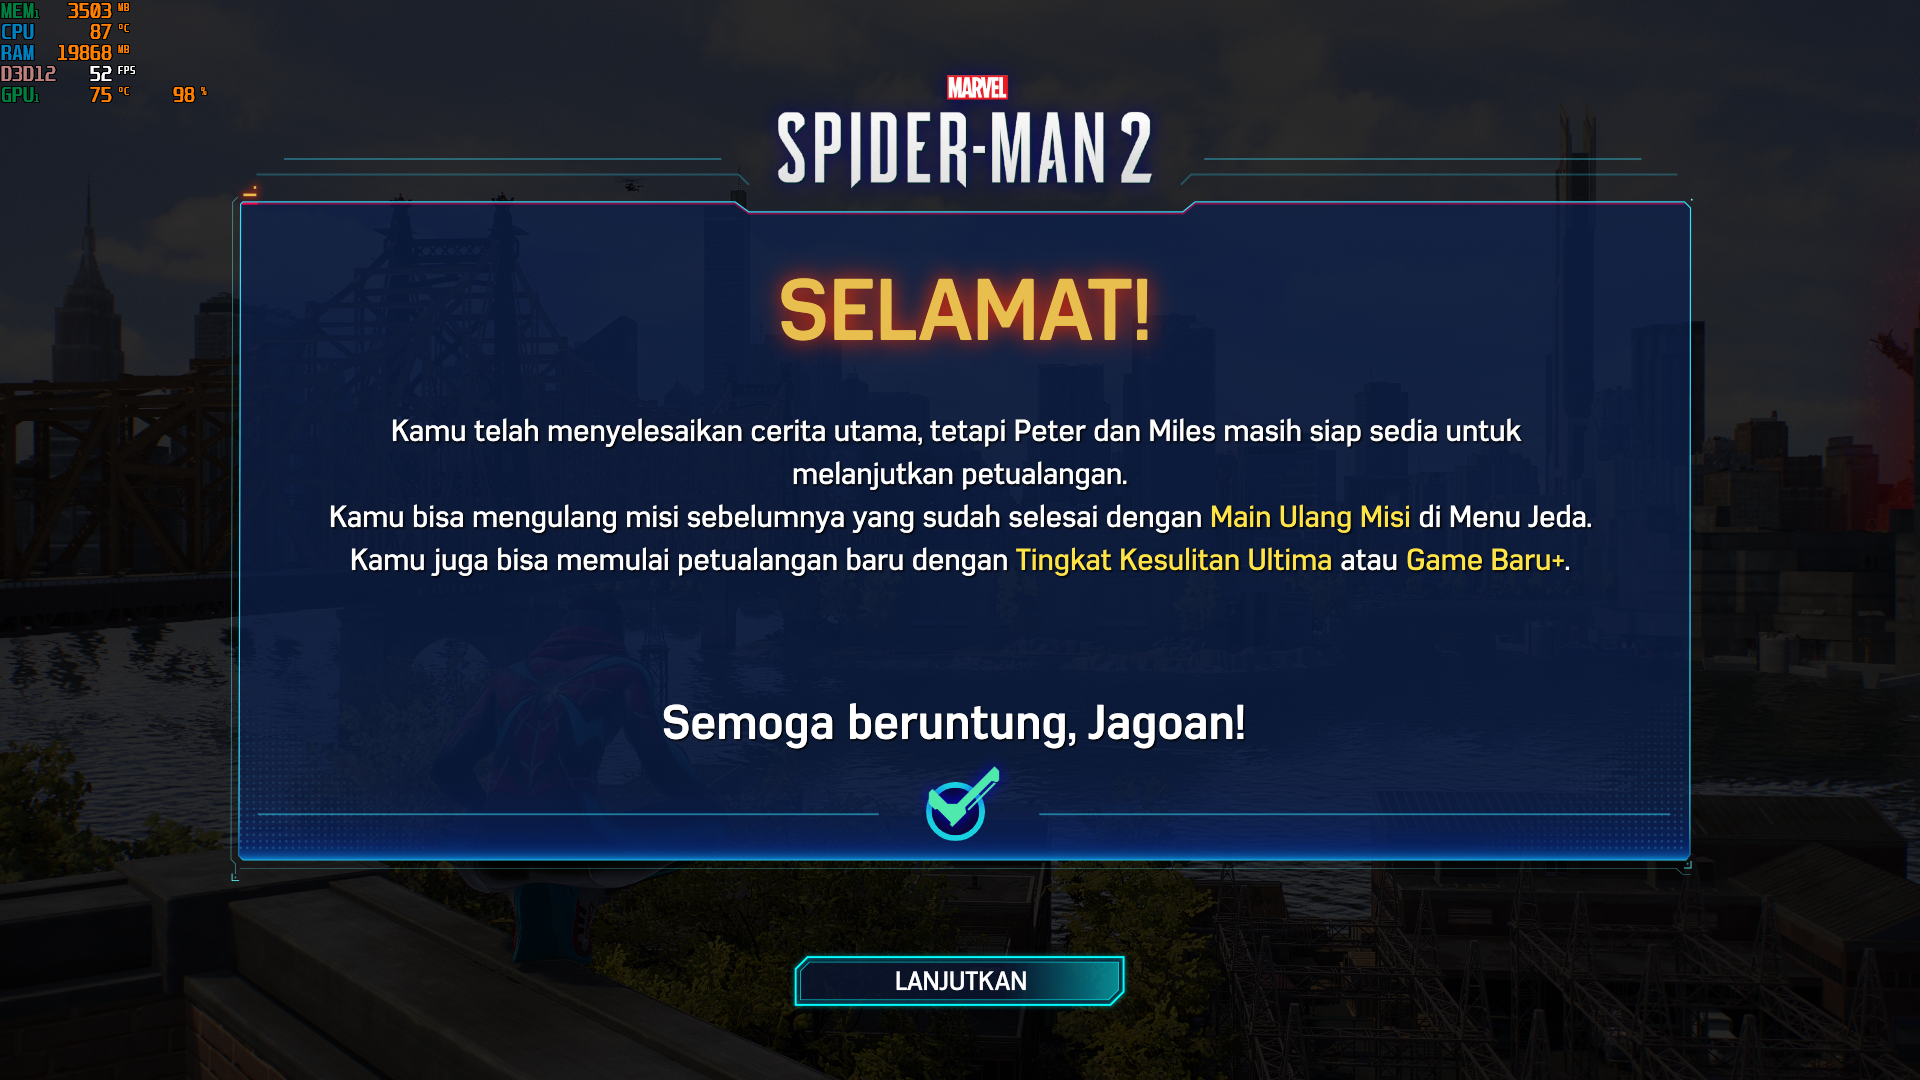 MEM1 3503 MB
CPU 87 °C
RAM 19868 MB
D3D12 52 FPS
GPU1 75 °C 98 %
MARVEL
SPIDER-MAN 2
SELAMAT!
Kamu telah menyelesaikan cerita utama, tetapi Peter dan Miles masih siap sedia untuk
melanjutkan petualangan.
Kamu bisa mengulang misi sebelumnya yang sudah selesai dengan Main Ulang Misi di Menu Jeda.
Kamu juga bisa memulai petualangan baru dengan Tingkat Kesulitan Ultima atau Game Baru+.
Semoga beruntung, Jagoan!
LANJUTKAN